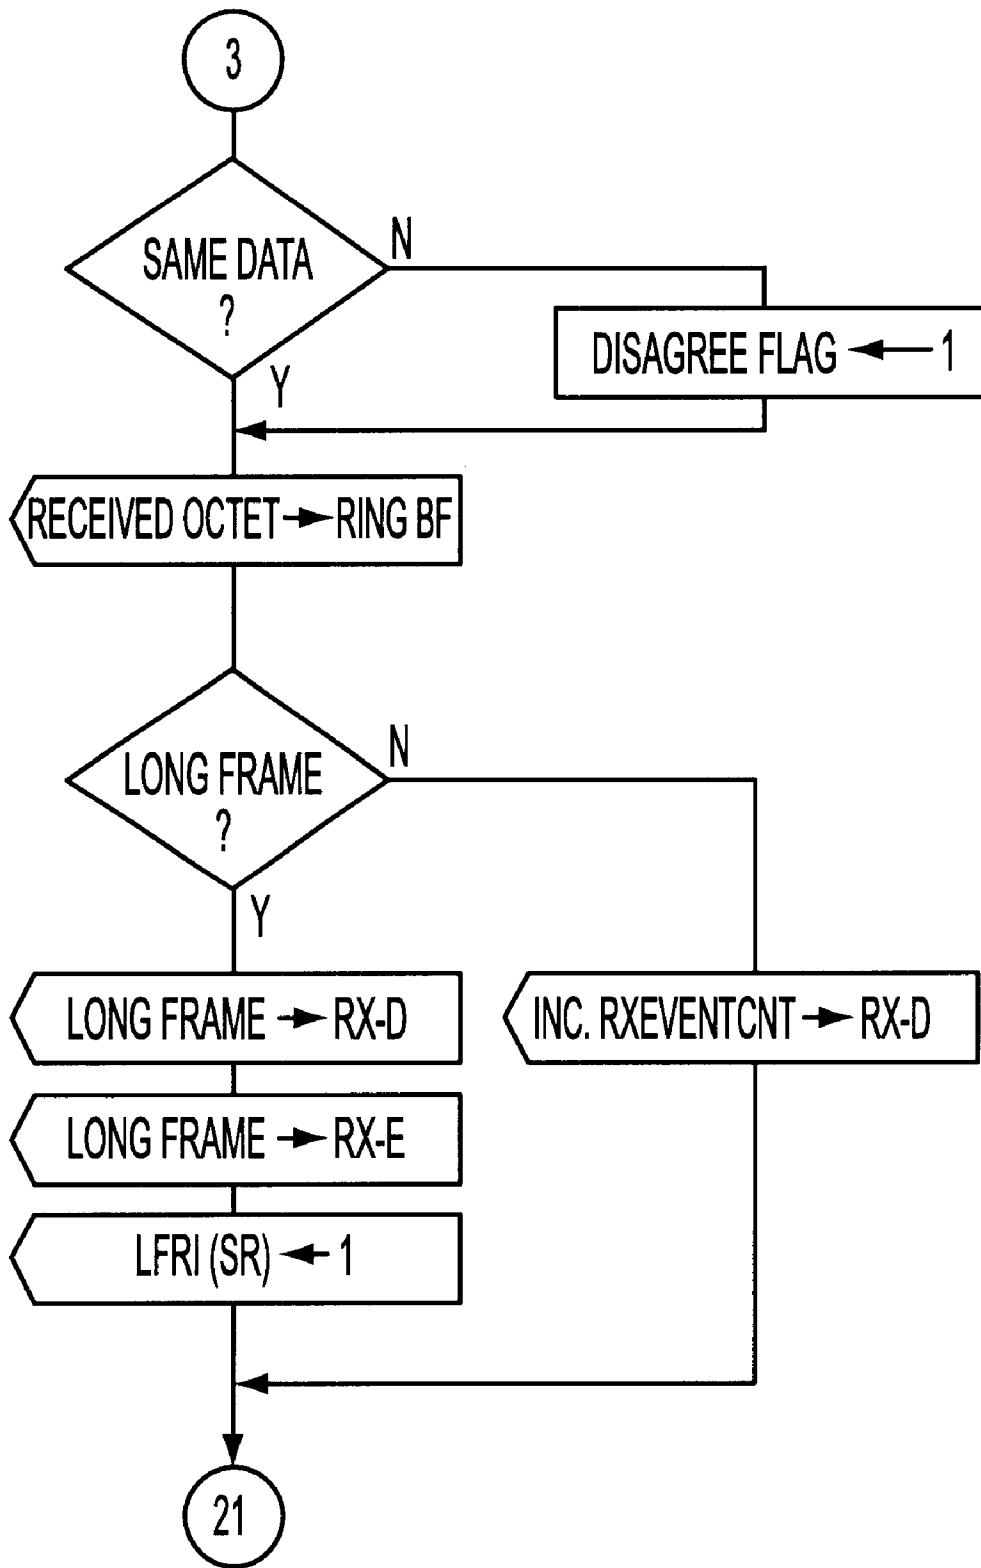 3
SAME DATA
?
N
DISAGREE FLAG ← 1
Y
RECEIVED OCTET → RING BF
LONG FRAME
?
N
Y
LONG FRAME → RX-D
INC. RXEVENTCNT → RX-D
LONG FRAME → RX-E
LFRI (SR) ← 1
21